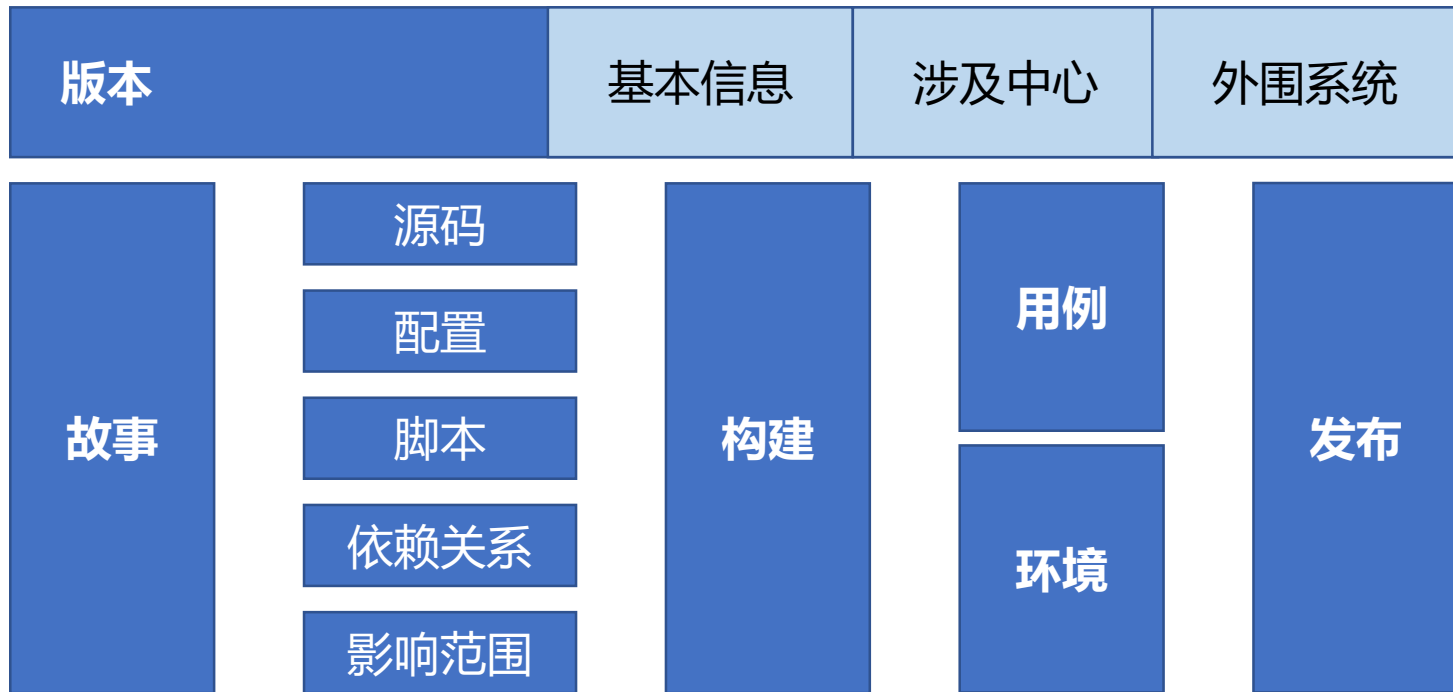 版本
基本信息
涉及中心
外围系统
故事
源码
配置
脚本
依赖关系
影响范围
构建
用例
环境
发布